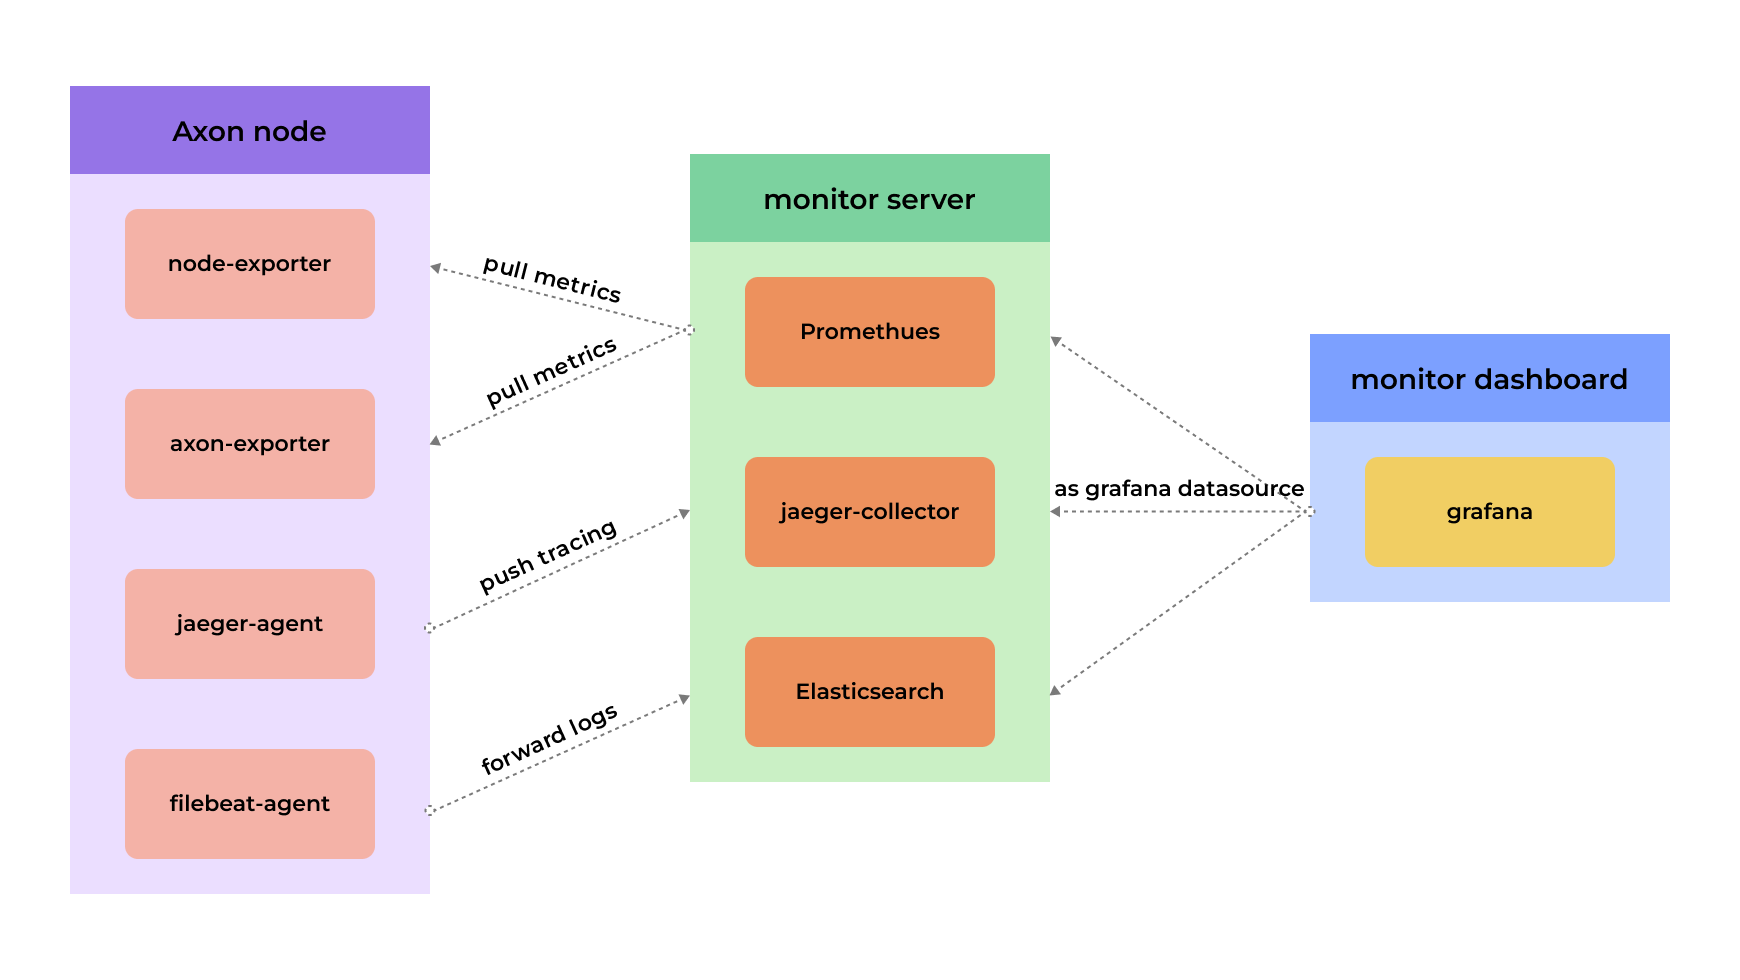 Axon node
node-exporter
axon-exporter
jaeger-agent
filebeat-agent
pull metrics
pull metrics
push tracing
forward logs
monitor server
Promethues
jaeger-collector
Elasticsearch
as grafana datasource
monitor dashboard
grafana